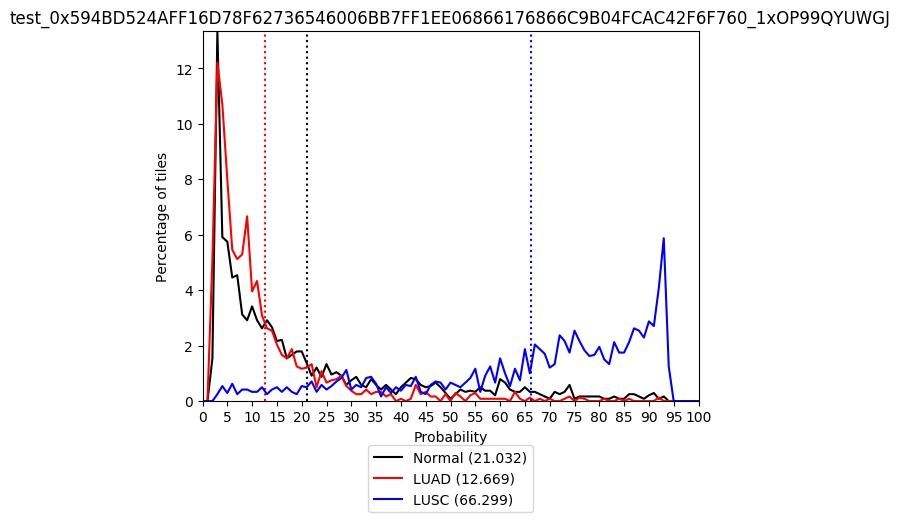 test_0x594BD524AFF16D78F62736546006BB7FF1EE06866176866C9B04FCAC42F6F760_1xOP99QYUWGJ
Percentage of tiles
12
10
8
6
4
2
0
0 5 10 15 20 25 30 35 40 45 50 55 60 65 70 75 80 85 90 95 100
Probability
Normal (21.032)
LUAD (12.669)
LUSC (66.299)